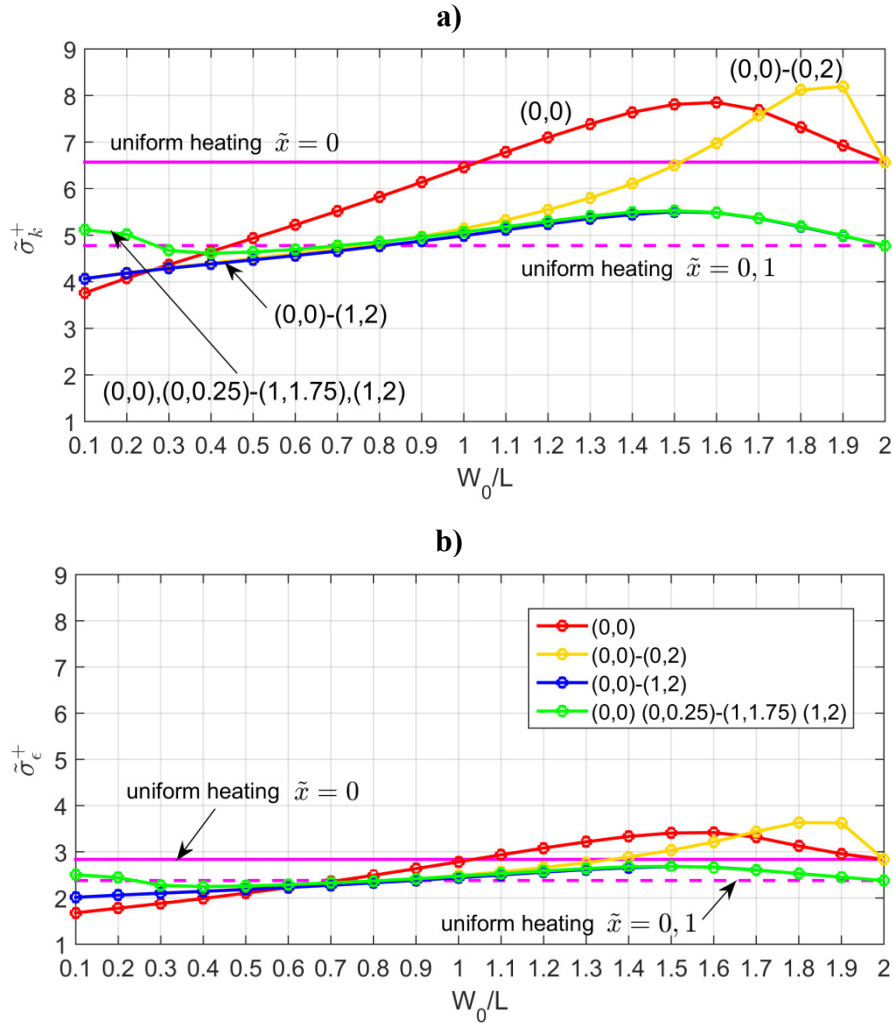 a)
9
8
7
6
5
4
3
2
1
σ̃ₖ⁺
(0,0)-(0,2)
(0,0)
uniform heating x̃ = 0
uniform heating x̃ = 0, 1
(0,0)-(1,2)
(0,0),(0,0.25)-(1,1.75),(1,2)
0.1 0.2 0.3 0.4 0.5 0.6 0.7 0.8 0.9 1 1.1 1.2 1.3 1.4 1.5 1.6 1.7 1.8 1.9 2
W₀/L
b)
9
8
7
6
5
4
3
2
1
σ̃_ϵ⁺
(0,0)
(0,0)-(0,2)
(0,0)-(1,2)
(0,0) (0,0.25)-(1,1.75) (1,2)
uniform heating x̃ = 0
uniform heating x̃ = 0, 1
0.1 0.2 0.3 0.4 0.5 0.6 0.7 0.8 0.9 1 1.1 1.2 1.3 1.4 1.5 1.6 1.7 1.8 1.9 2
W₀/L